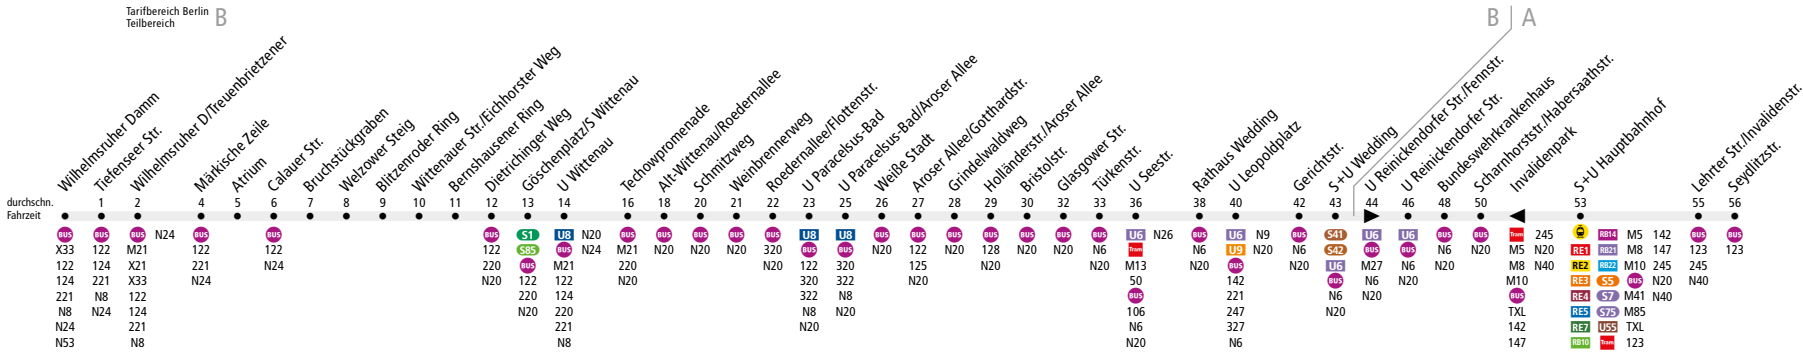 Tarifbereich Berlin B
Teilbereich
B A
Wilhelmsruher Damm
Tiefenseer Str.
Wilhelmsruher D/Treuenbrietzener
Märkische Zeile
Atrium
Calauer Str.
Bruchstückgraben
Welzower Steig
Blitzenroder Ring
Wittenauer Str./Eichhorster Weg
Bernshausener Ring
Dietrichinger Weg
Göschenplatz/S Wittenau
U Wittenau
Techowpromenade
Alt-Wittenau/Roedernallee
Schmitzweg
Weinbrennerweg
Roedernallee/Flottenstr.
U Paracelsus-Bad
U Paracelsus-Bad/Aroser Allee
Weiße Stadt
Aroser Allee/Gotthardstr.
Grindelwaldweg
Holländerstr./Aroser Allee
Bristolstr.
Glasgower Str.
Türkenstr.
U Seestr.
Rathaus Wedding
U Leopoldplatz
Gerichtstr.
S+U Wedding
U Reinickendorfer Str./Fennstr.
U Reinickendorfer Str.
Bundeswehrkrankenhaus
Scharnhorststr./Habersaathstr.
Invalidenpark
S+U Hauptbahnhof
Lehrter Str./Invalidenstr.
Seydlitzstr.
durchschn.
Fahrzeit
1 2 4 5 6 7 8 9 10 11 12 13 14 16 18 20 21 22 23 25 26 27 28 29 30 32 33 36 38 40 42 43 44 46 48 50 53 55 56
BUS BUS BUS N24 BUS BUS BUS S1 U8 N20 BUS BUS BUS BUS BUS U8 U8 BUS BUS BUS BUS BUS BUS BUS U6 N26 BUS U6 N9 BUS S41 U6 U6 BUS BUS Tram 245 RB14 M5 142 BUS BUS
X33 122 M21 122 122 122 S85 BUS N24 M21 N20 N20 N20 320 BUS BUS N20 122 N20 128 N20 N20 N6 Tram N6 U9 N20 N6 S42 BUS BUS N6 N20 M5 N20 RE1 RB21 M8 147 123 123
122 124 X21 221 N24 220 BUS M21 220 N20 122 320 125 N20 N20 M13 N20 BUS N20 U6 M27 N6 N20 M8 N40 RE2 RB22 M10 245 245
124 221 X33 N24 N20 122 122 N20 320 322 N20 50 142 BUS N6 N20 M10 RE3 S5 BUS N20 N40
221 N8 122 220 124 322 N8 BUS 221 N6 N20 BUS RE4 S7 M41 N40
N8 N24 124 N20 220 N8 N20 106 247 N20 TXL RE5 S75 M85
N24 221 221 N20 N6 327 142 RE7 U55 TXL
N53 N8 N8 N20 N6 147 RB10 Tram 123